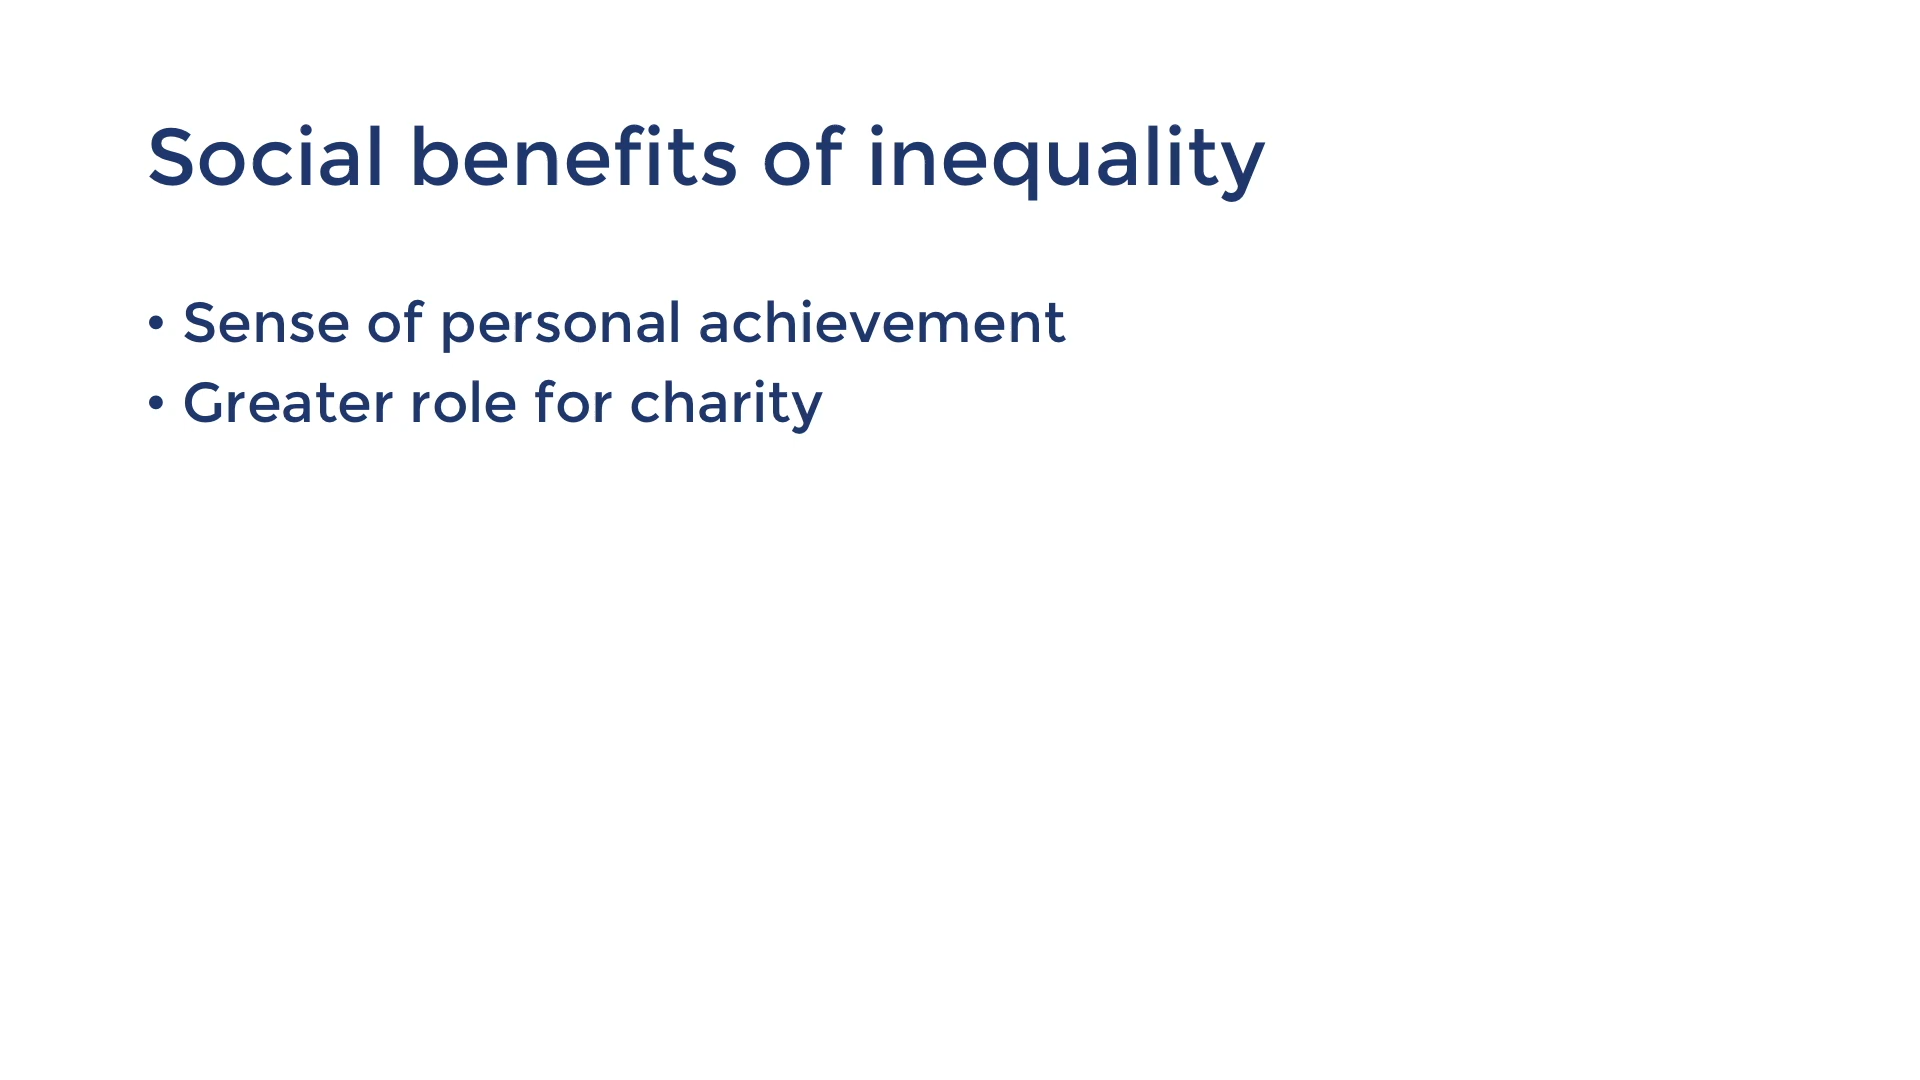 Social benefits of inequality
• Sense of personal achievement
• Greater role for charity